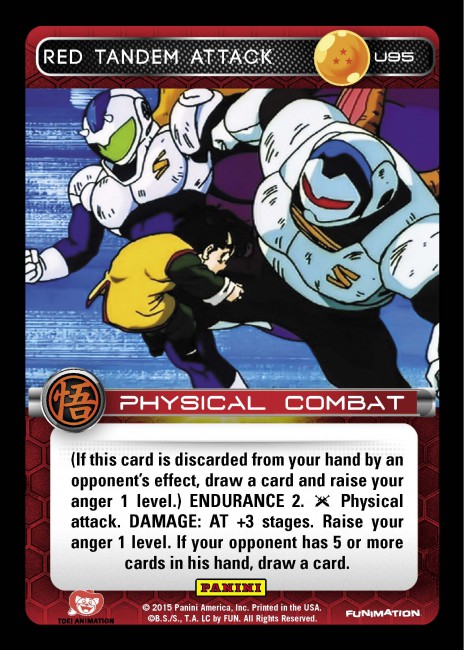 RED TANDEM ATTACK
U95
悟
PHYSICAL COMBAT
(If this card is discarded from your hand by an
opponent's effect, draw a card and raise your
anger 1 level.) ENDURANCE 2. Physical
attack. DAMAGE: AT +3 stages. Raise your
anger 1 level. If your opponent has 5 or more
cards in his hand, draw a card.
PANINI
TOEI ANIMATION
© 2015 Panini America, Inc. Printed in the USA.
©B.S./S., T.A. LC by FUN. All Rights Reserved.
FUNIMATION